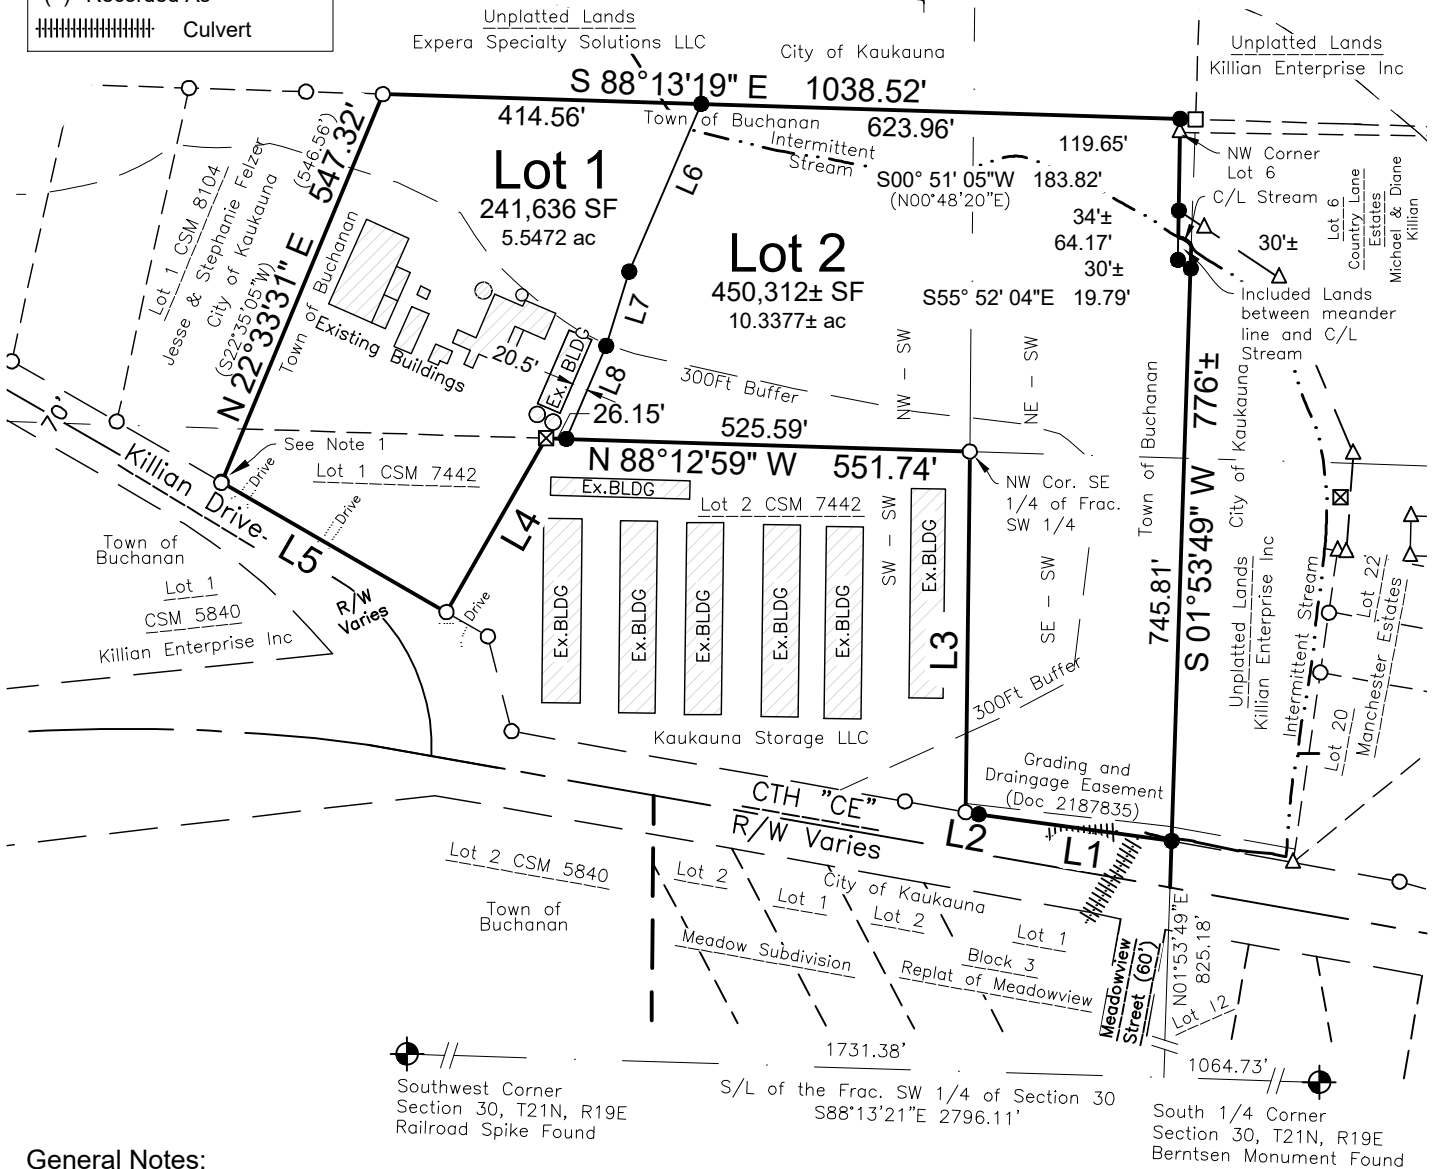 Culvert
Unplatted Lands
Expera Specialty Solutions LLC
City of Kaukauna
Unplatted Lands
Killian Enterprise Inc
S 88°13'19" E 1038.52'
414.56'
Town of Buchanan
623.96'
119.65'
Intermittent
Stream
NW Corner
Lot 6
C/L Stream
S00° 51' 05"W 183.82'
(N00°48'20"E)
34'±
64.17'
30'±
30'±
S55° 52' 04"E 19.79'
Lot 6
Country Lane
Estates
Michael & Diane
Killian
Included Lands
between meander
line and C/L
Stream
Lot 1
241,636 SF
5.5472 ac
Lot 2
450,312± SF
10.3377± ac
L6
L7
L8
N 22°33'31" E 547.32'
(546.56')
(S22°35'05"W)
Lot 1 CSM 8104
Jesse & Stephanie Felzer
City of Kaukauna
Town of Buchanan
Existing Buildings
20.5'
Ex.BLDG
26.15'
300Ft Buffer
NW - SW
NE - SW
525.59'
N 88°12'59" W 551.74'
See Note 1
Lot 1 CSM 7442
70'
Killian Drive
Drive
Drive
Drive
L5
L4
R/W
Varies
Town of
Buchanan
Lot 1
CSM 5840
Killian Enterprise Inc
Ex.BLDG
Lot 2 CSM 7442
SW - SW
Ex.BLDG
Ex.BLDG
Ex.BLDG
Ex.BLDG
Ex.BLDG
Ex.BLDG
Kaukauna Storage LLC
NW Cor. SE
1/4 of Frac.
SW 1/4
SE - SW
L3
300Ft Buffer
Town of Buchanan
City of Kaukauna
745.81'
S 01°53'49" W 776'±
Unplatted Lands
Killian Enterprise Inc
Intermittent Stream
Lot 22
Manchester Estates
Lot 20
Grading and
Draingage Easement
(Doc 2187835)
CTH "CE"
R/W Varies
L2
L1
Lot 2 CSM 5840
Town of
Buchanan
Lot 2
City of Kaukauna
Lot 1
Lot 2
Lot 1
Meadow Subdivision
Block 3
Replat of Meadowview
Meadowview
Street (60')
N01°53'49"E
825.18'
Lot 12
1731.38'
1064.73'
S/L of the Frac. SW 1/4 of Section 30
S88°13'21"E 2796.11'
Southwest Corner
Section 30, T21N, R19E
Railroad Spike Found
South 1/4 Corner
Section 30, T21N, R19E
Berntsen Monument Found
General Notes: